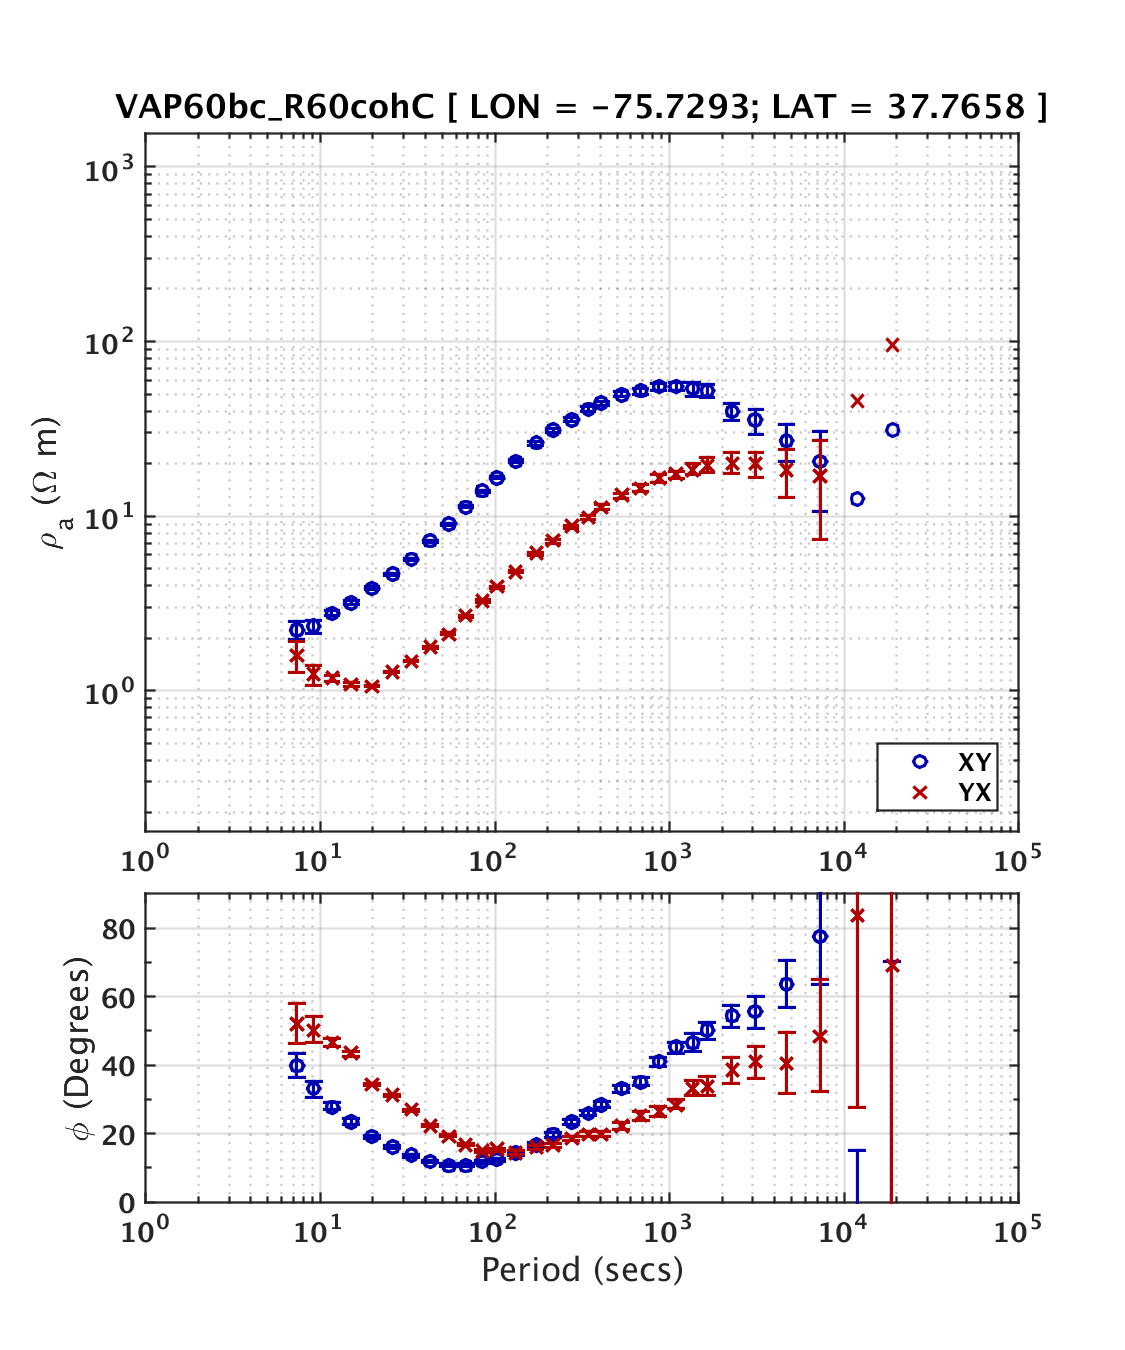 VAP60bc_R60cohC [ LON = −75.7293; LAT = 37.7658 ]
10³
10²
10¹
10⁰
ρₐ (Ω m)
XY
YX
10⁰ 10¹ 10² 10³ 10⁴ 10⁵
80
60
40
20
0
ϕ (Degrees)
10⁰ 10¹ 10² 10³ 10⁴ 10⁵
Period (secs)